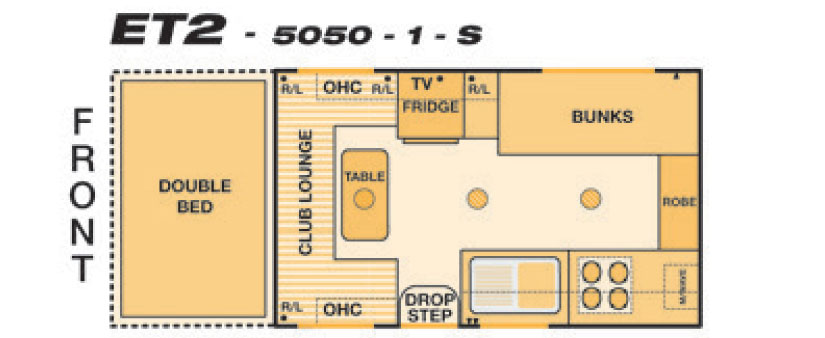 ET2 - 5050 - 1 - S
FRONT
DOUBLE
BED
R/L
OHC
R/L
TV
FRIDGE
R/L
BUNKS
CLUB LOUNGE
TABLE
ROBE
R/L
OHC
DROP
STEP
M/WAVE